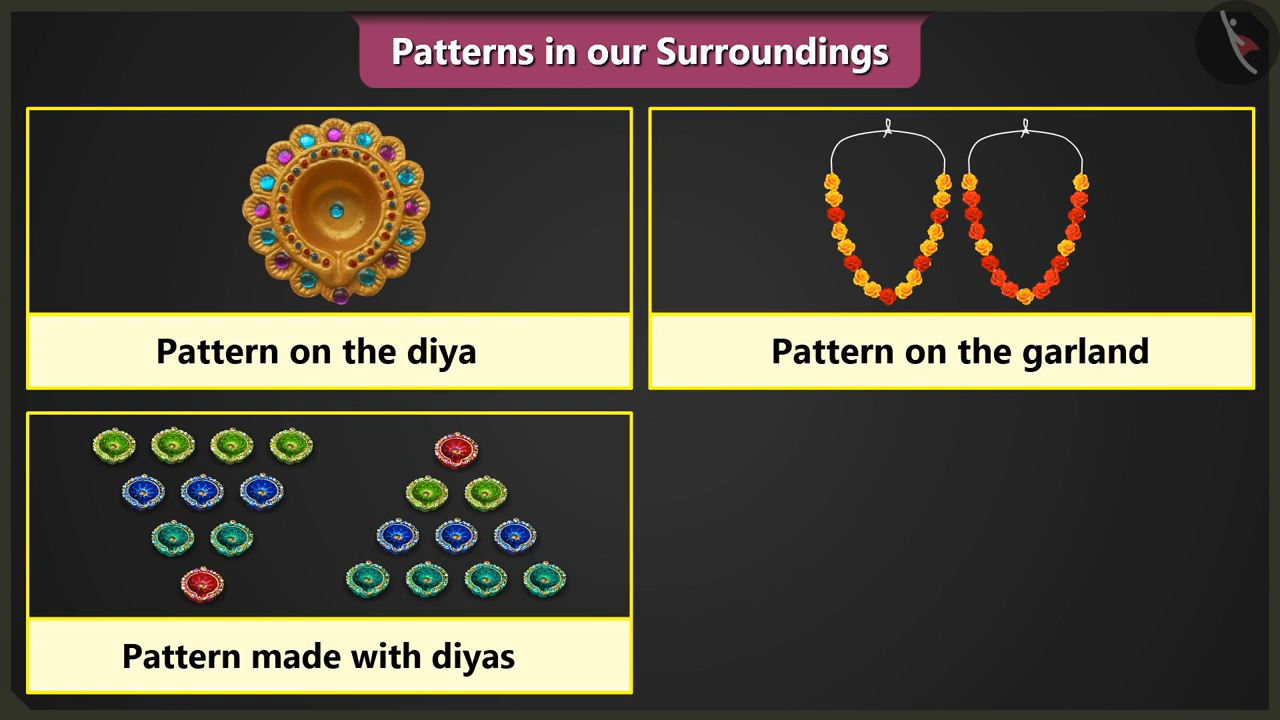 Patterns in our Surroundings
Pattern on the diya
Pattern on the garland
Pattern made with diyas